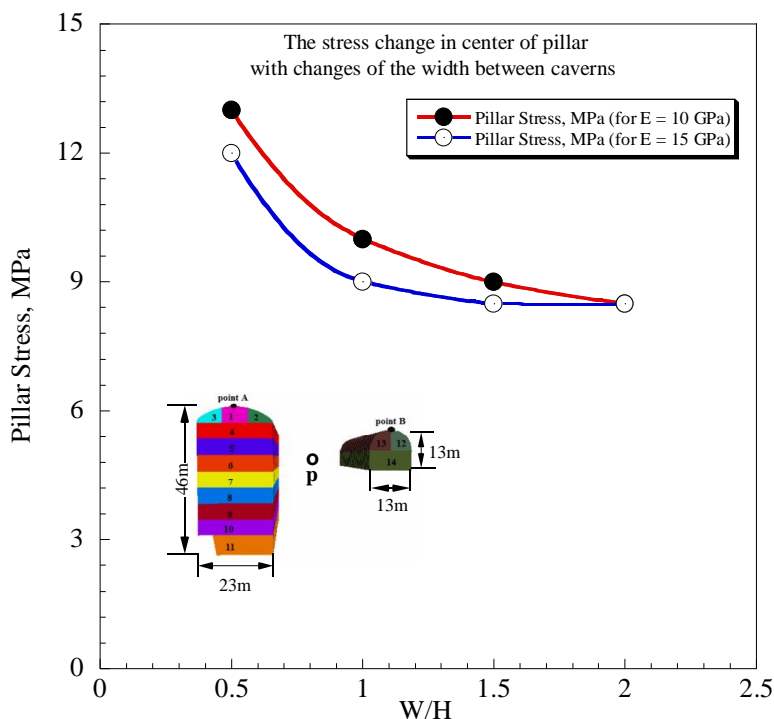 15
12
9
6
3
0
Pillar Stress, MPa
The stress change in center of pillar
with changes of the width between caverns
Pillar Stress, MPa (for E = 10 GPa)
Pillar Stress, MPa (for E = 15 GPa)
point A
3 1 2
4
5
6
7
8
9
10
11
46m
23m
o
p
point B
13 12
14
13m
13m
0 0.5 1 1.5 2 2.5
W/H